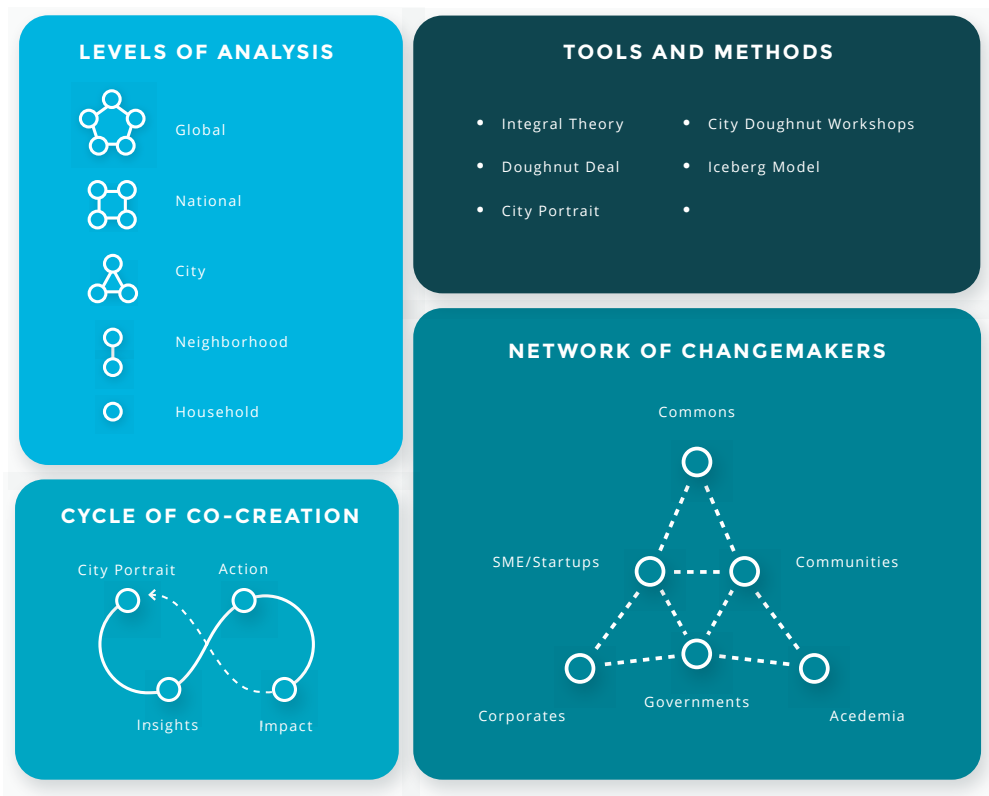 LEVELS OF ANALYSIS
Global
National
City
Neighborhood
Household
TOOLS AND METHODS
• Integral Theory
• Doughnut Deal
• City Portrait
• City Doughnut Workshops
• Iceberg Model
•
CYCLE OF CO-CREATION
City Portrait
Action
Insights
Impact
NETWORK OF CHANGEMAKERS
Commons
SME/Startups
Communities
Governments
Corporates
Acedemia